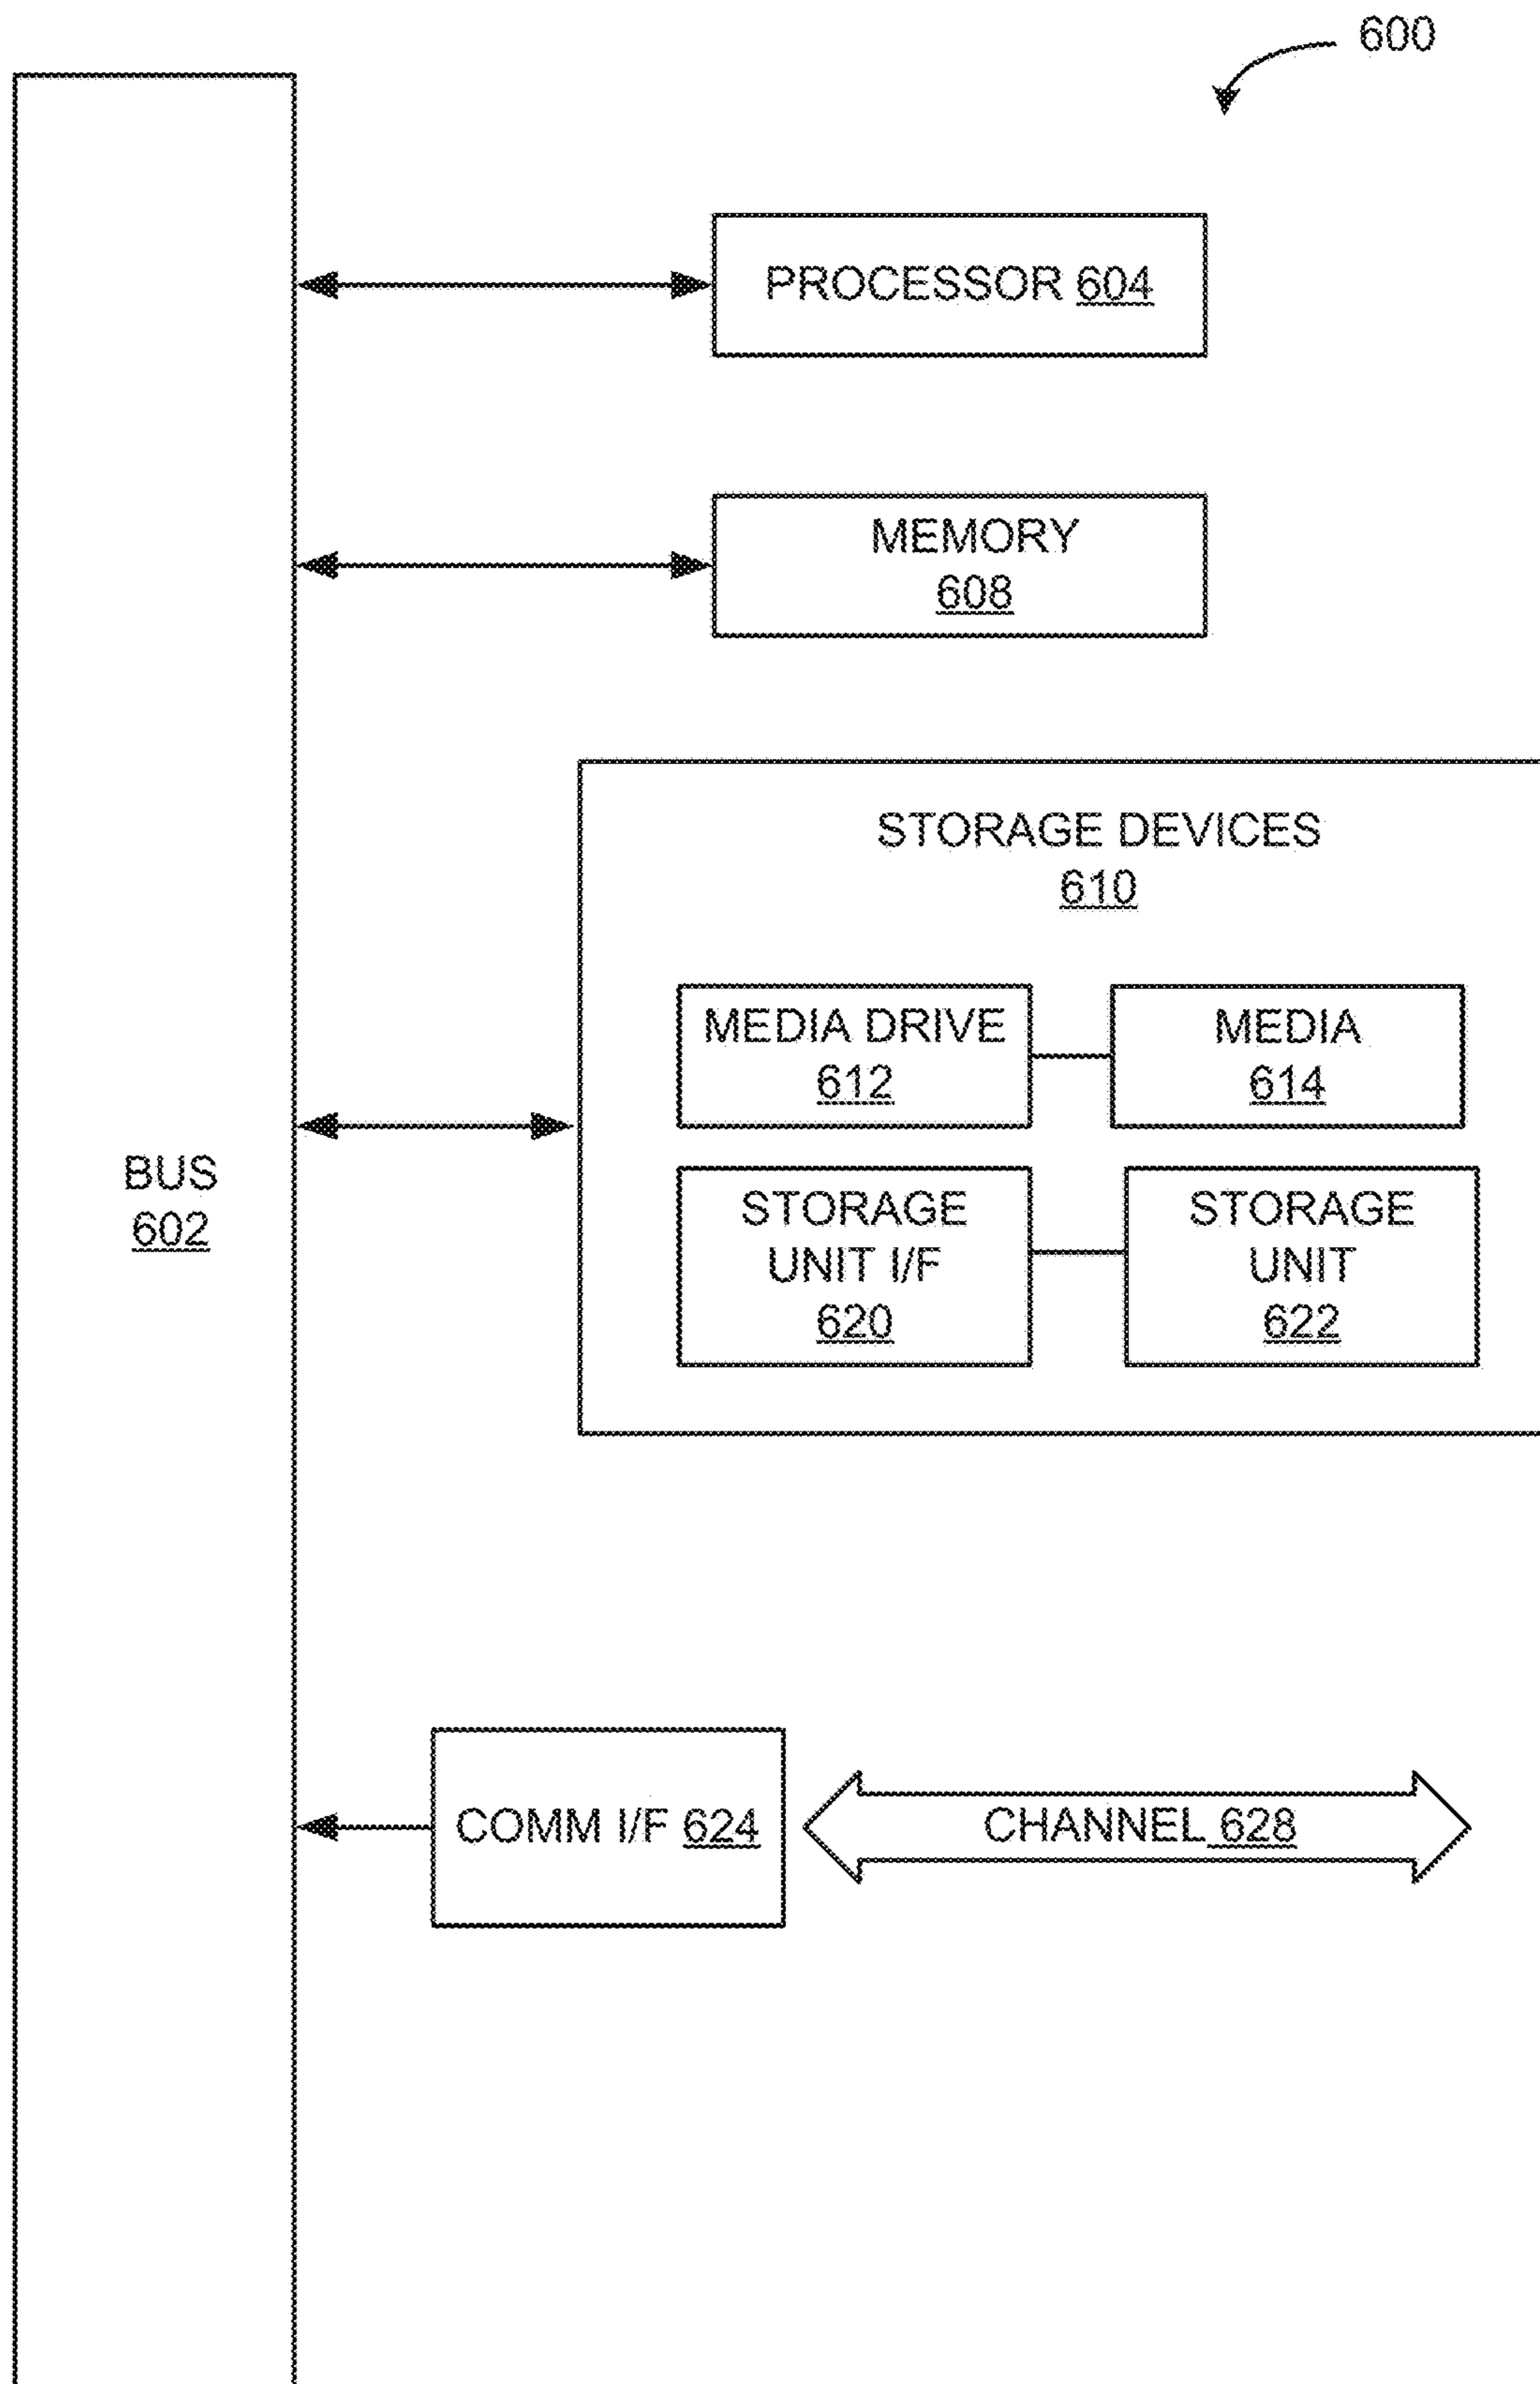 600
PROCESSOR 604
MEMORY
608
STORAGE DEVICES
610
MEDIA DRIVE
612
MEDIA
614
BUS
602
STORAGE
UNIT I/F
620
STORAGE
UNIT
622
COMM I/F 624
CHANNEL 628